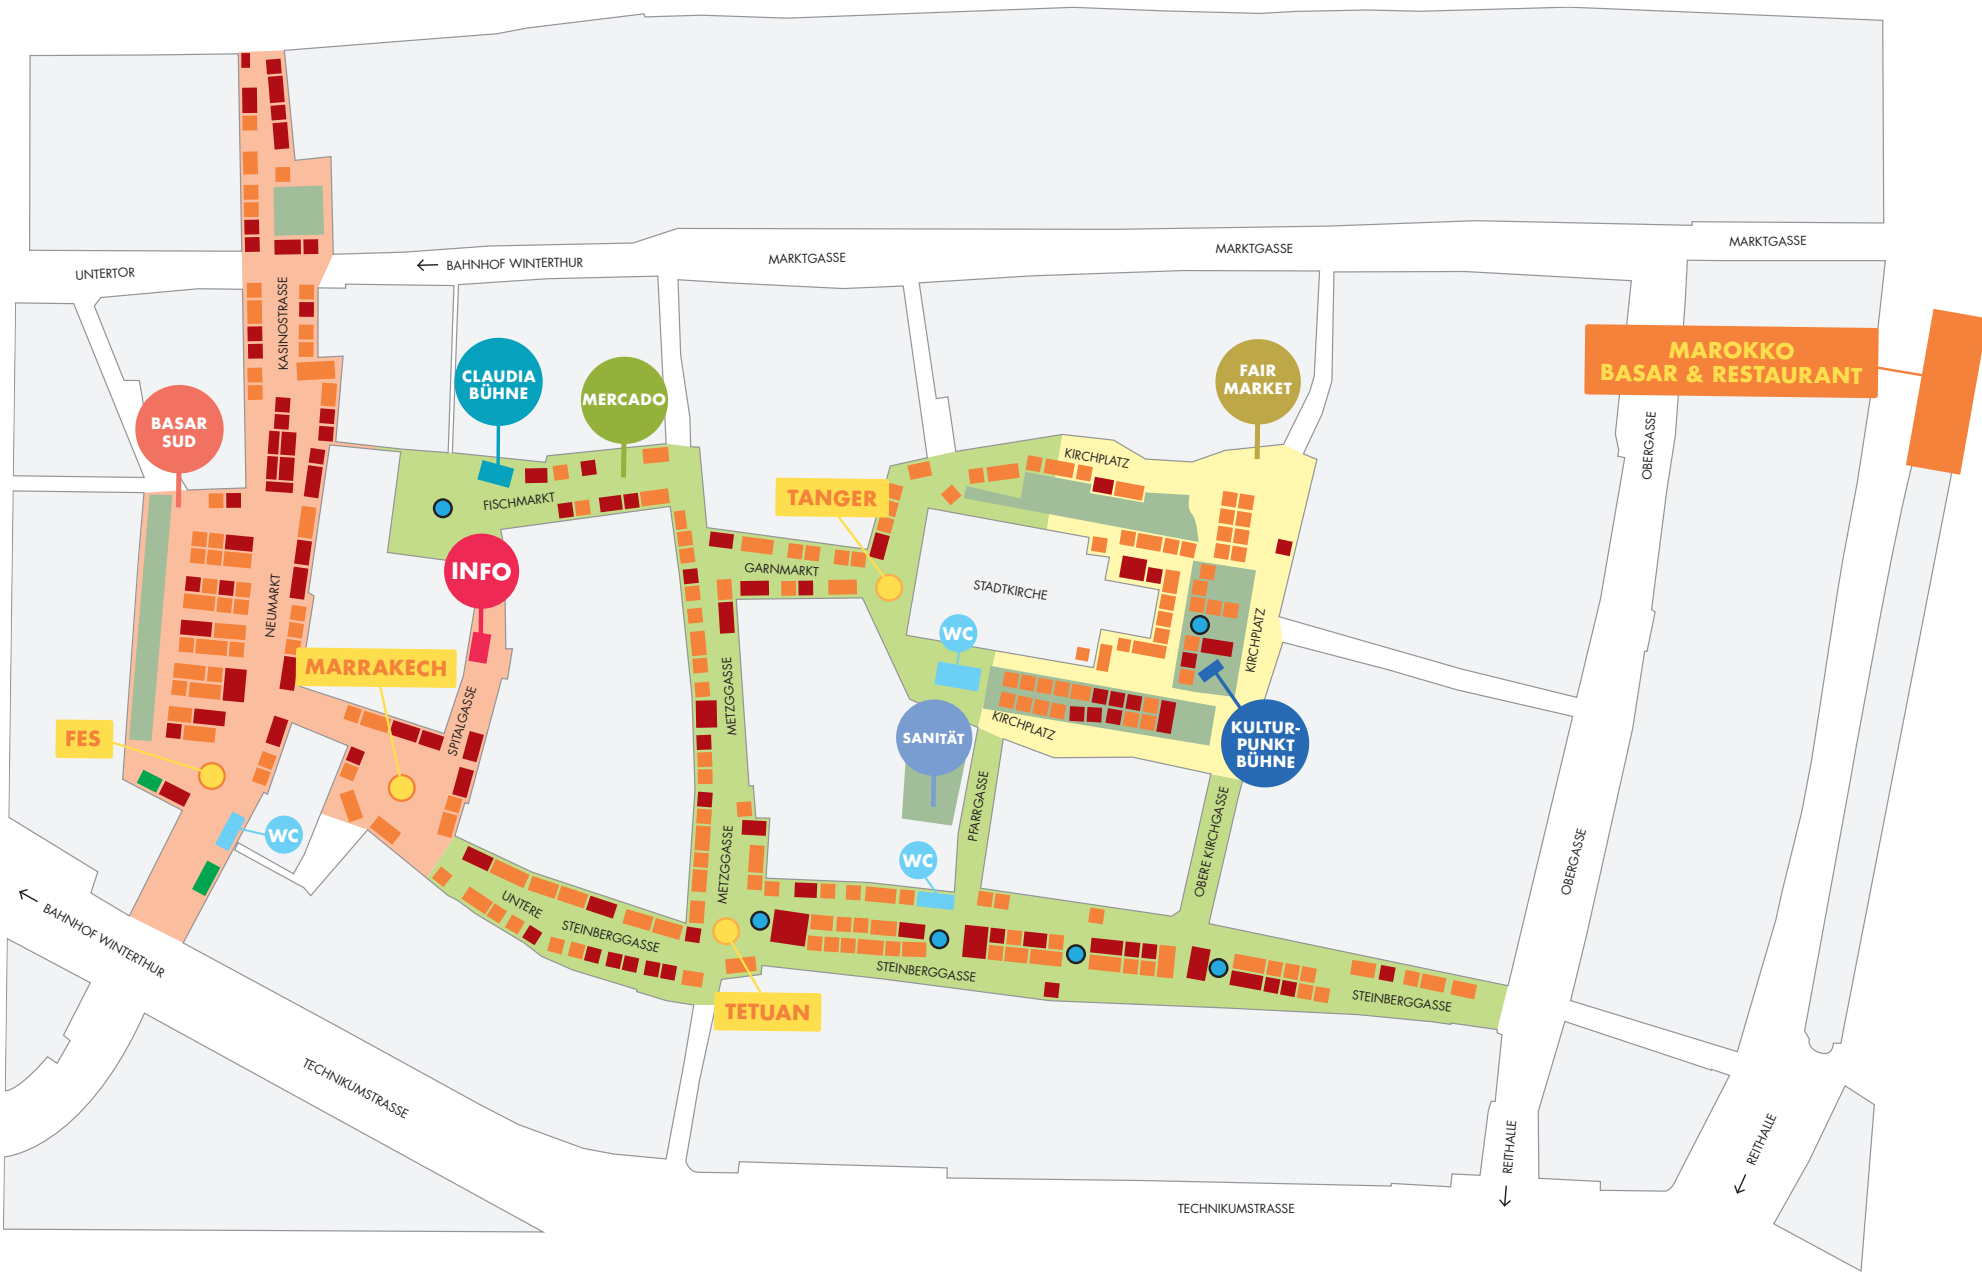 MARKTGASSE
MARKTGASSE
MARKTGASSE
UNTERTOR
← BAHNHOF WINTERTHUR
KASINOSTRASSE
MAROKKO
BASAR & RESTAURANT
CLAUDIA
BÜHNE
MERCADO
FAIR
MARKET
BASAR
SUD
OBERGASSE
KIRCHPLATZ
TANGER
FISCHMARKT
INFO
GARNMARKT
STADTKIRCHE
NEUMARKT
WC
KIRCHPLATZ
MARRAKECH
METZGGASSE
SPITALGASSE
KIRCHPLATZ
FES
SANITÄT
KULTUR-
PUNKT
BÜHNE
PFARRGASSE
OBERE KIRCHGASSE
WC
METZGGASSE
WC
OBERGASSE
UNTERE
STEINBERGGASSE
← BAHNHOF WINTERTHUR
STEINBERGGASSE
STEINBERGGASSE
TETUAN
TECHNIKUMSTRASSE
← REITHALLE
← REITHALLE
TECHNIKUMSTRASSE